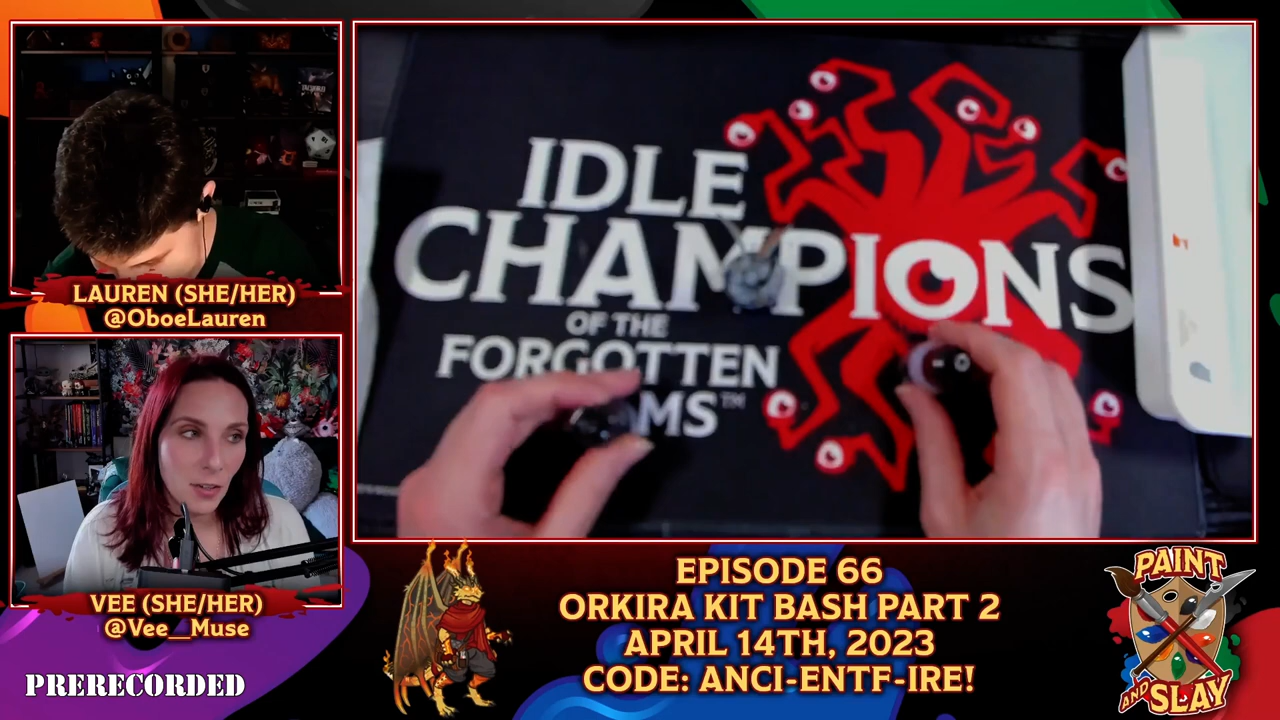 LAUREN (SHE/HER)
@OboeLauren
VEE (SHE/HER)
@Vee__Muse
PRERECORDED
IDLE
CHAMPIONS
OF THE
FORGOTTEN
MS™
EPISODE 66
ORKIRA KIT BASH PART 2
APRIL 14TH, 2023
CODE: ANCI-ENTF-IRE!
PAINT
AND SLAY